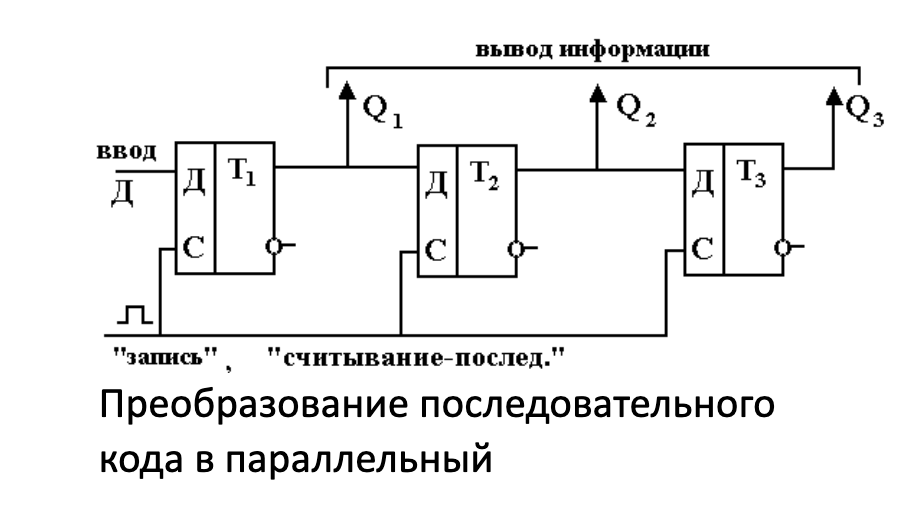 вывод информации
Q1 Q2 Q3
ввод
Д
Д T1
С
Д T2
С
Д T3
С
"запись" , "считывание-послед."
Преобразование последовательного
кода в параллельный